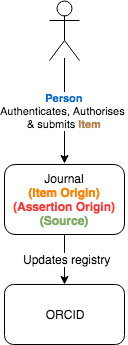 Person
Authenticates, Authorises
& submits Item
Journal
(Item Origin)
(Assertion Origin)
(Source)
Updates registry
ORCID